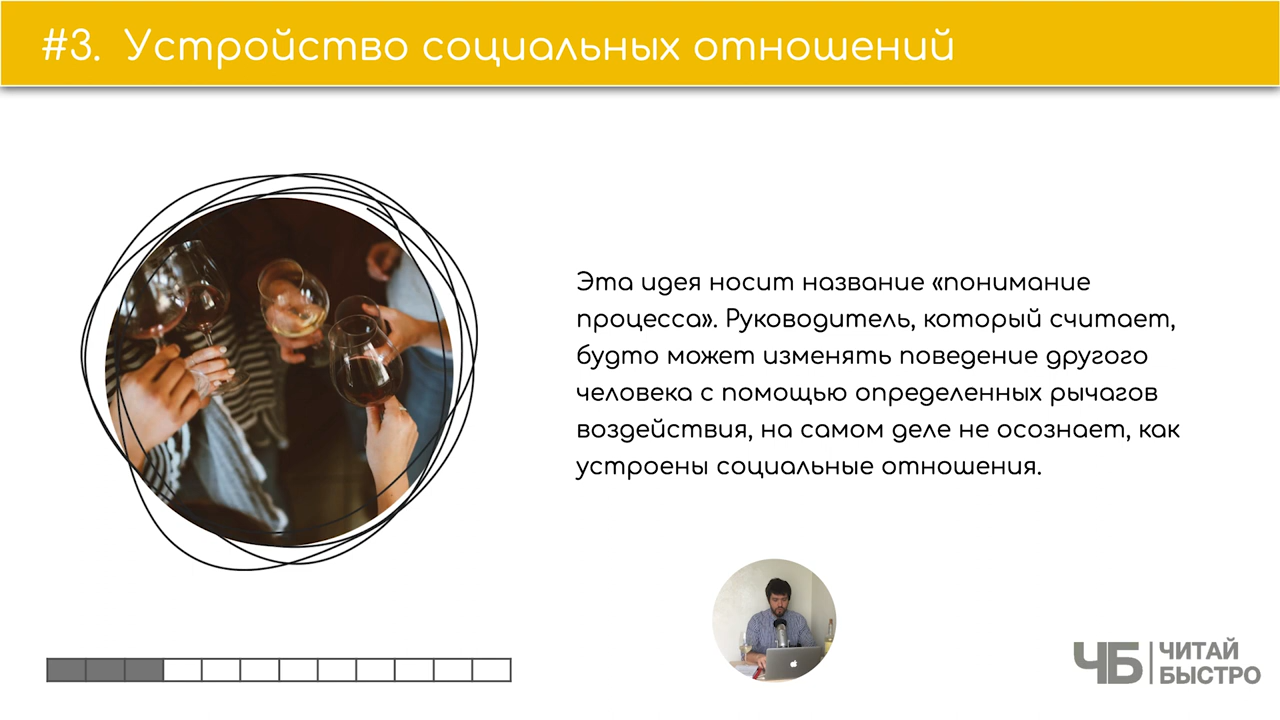 #3. Устройство социальных отношений
Эта идея носит название «понимание
процесса». Руководитель, который считает,
будто может изменять поведение другого
человека с помощью определенных рычагов
воздействия, на самом деле не осознает, как
устроены социальные отношения.
ЧБ
ЧИТАЙ
БЫСТРО